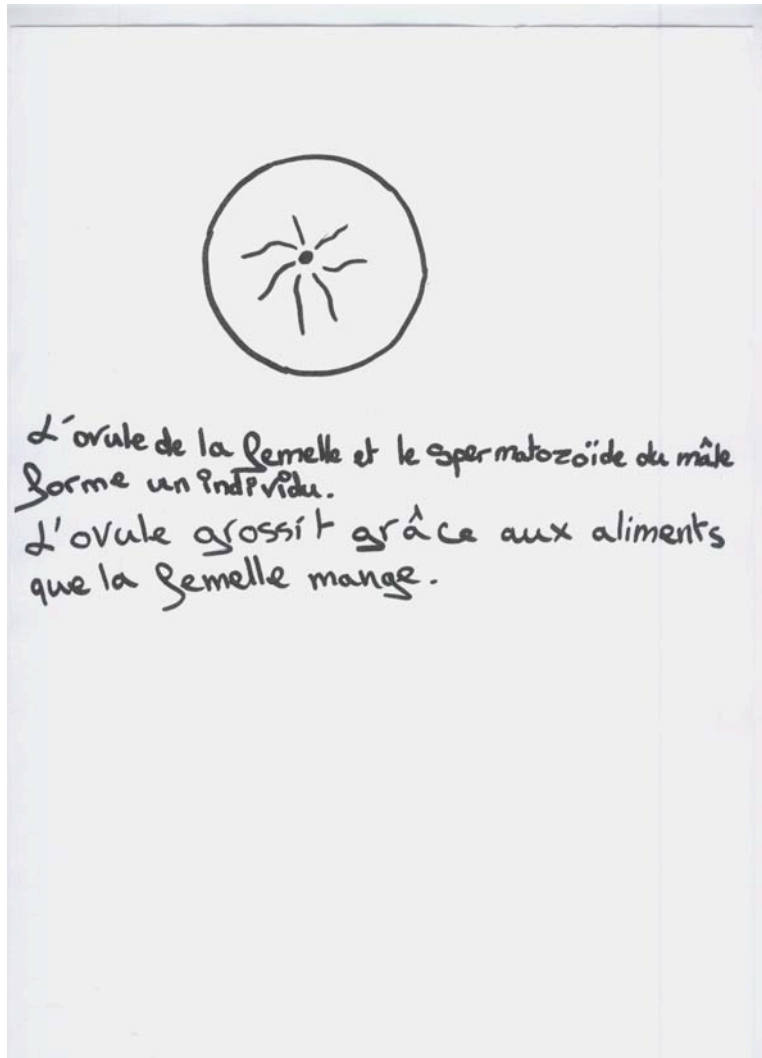 L'ovule de la femelle et le spermatozoïde du mâle
forme un individu.
L'ovule grossit grâce aux aliments
que la femelle mange.